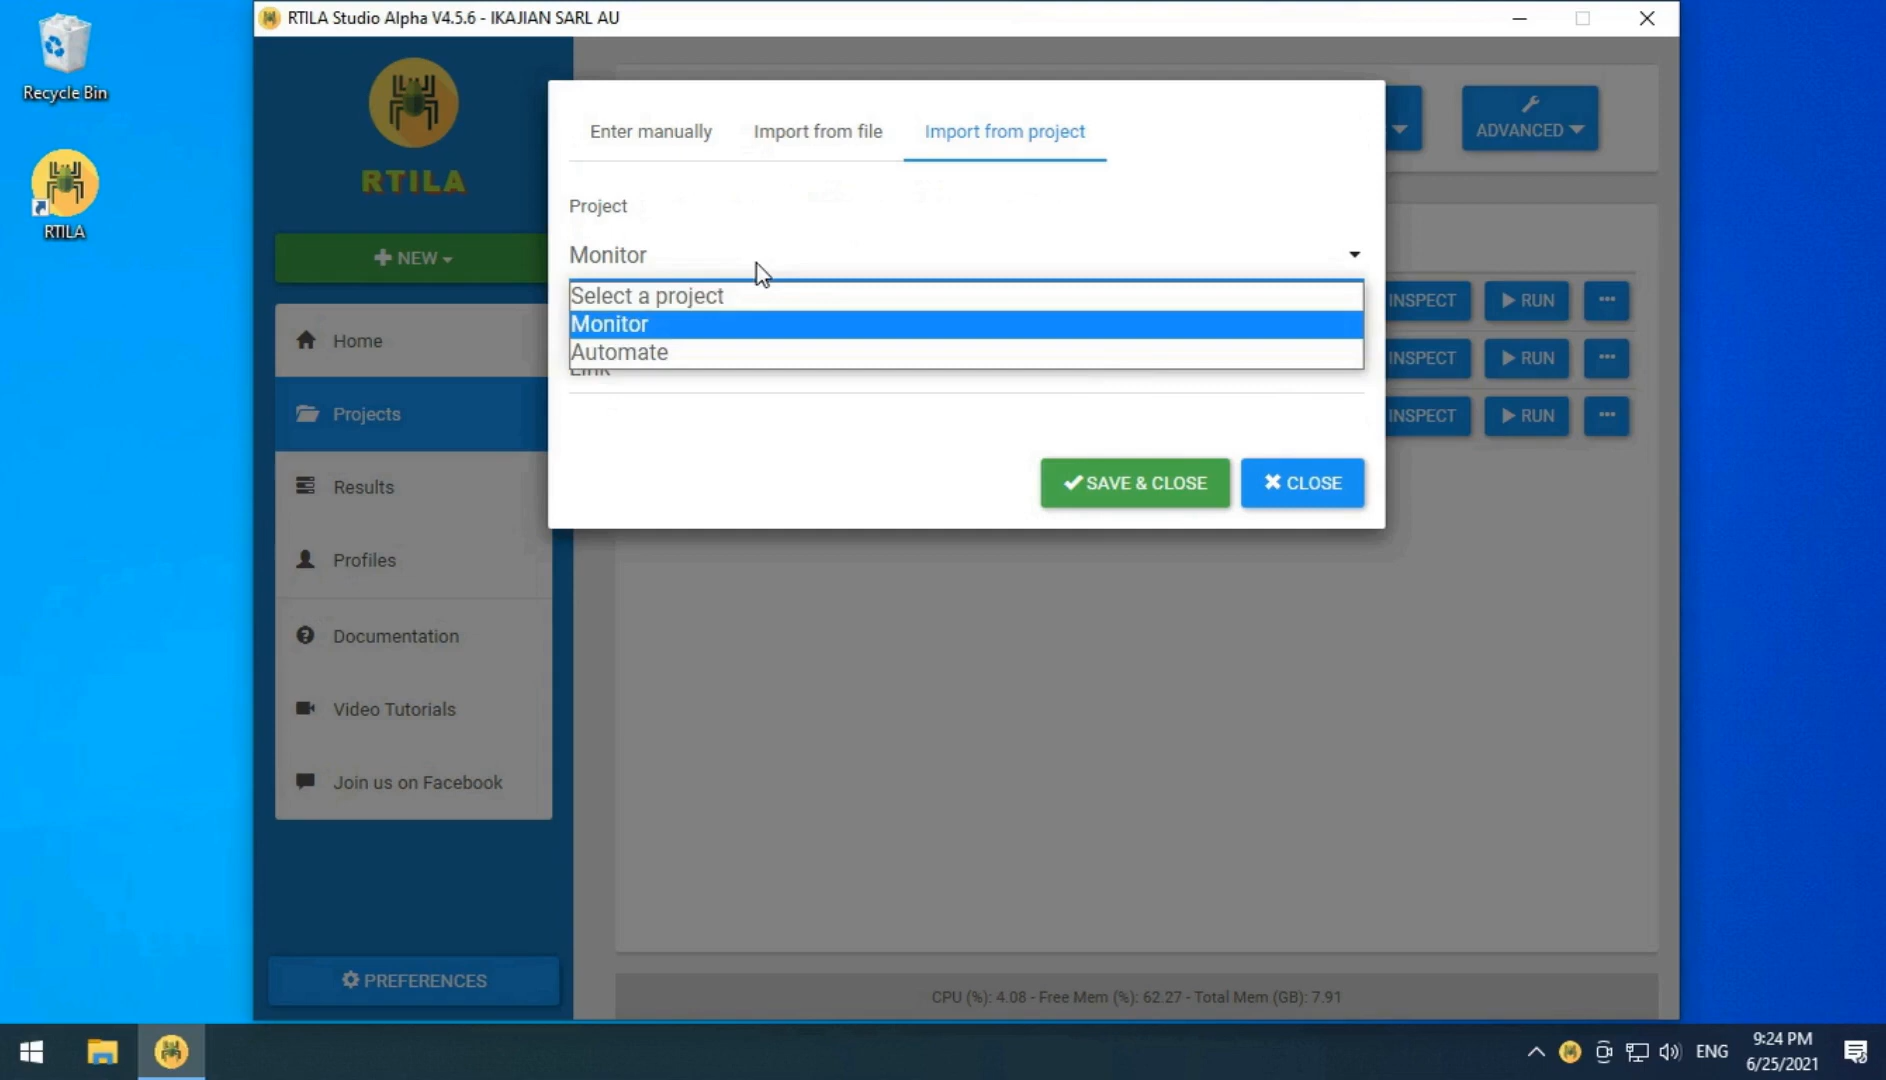 RTILA Studio Alpha V4.5.6 - IKAJIAN SARL AU
Recycle Bin
RTILA
RTILA
NEW
Home
Projects
Results
Profiles
Documentation
Video Tutorials
Join us on Facebook
PREFERENCES
ADVANCED
Enter manually
Import from file
Import from project
Project
Monitor
Select a project
Monitor
Automate
Link
SAVE & CLOSE
CLOSE
INSPECT
RUN
INSPECT
RUN
INSPECT
RUN
CPU (%): 4.08 - Free Mem (%): 62.27 - Total Mem (GB): 7.91
ENG
9:24 PM
6/25/2021